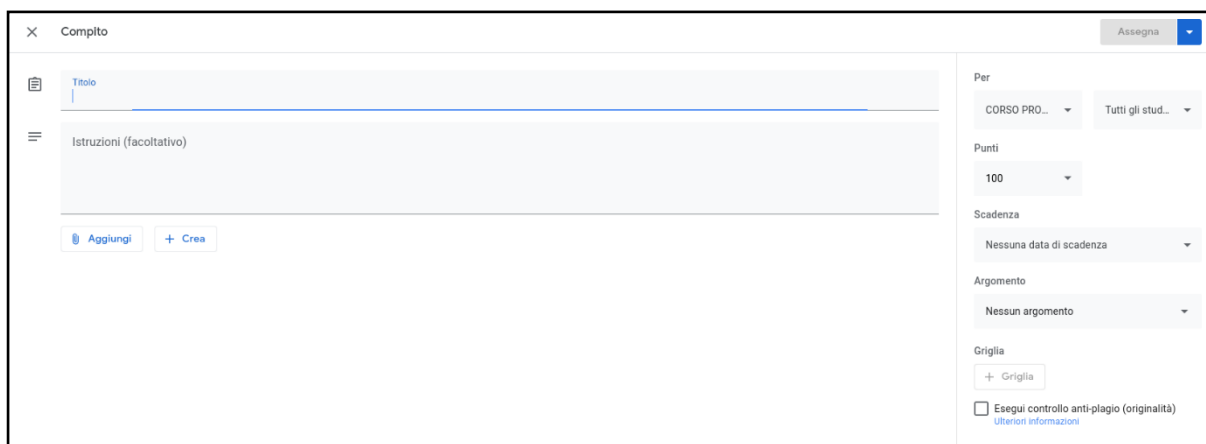 Compito
Assegna
Titolo
Istruzioni (facoltativo)
Aggiungi
+ Crea
Per
CORSO PRO...
Tutti gli stud...
Punti
100
Scadenza
Nessuna data di scadenza
Argomento
Nessun argomento
Griglia
+ Griglia
Esegui controllo anti-plagio (originalità)
Ulteriori informazioni